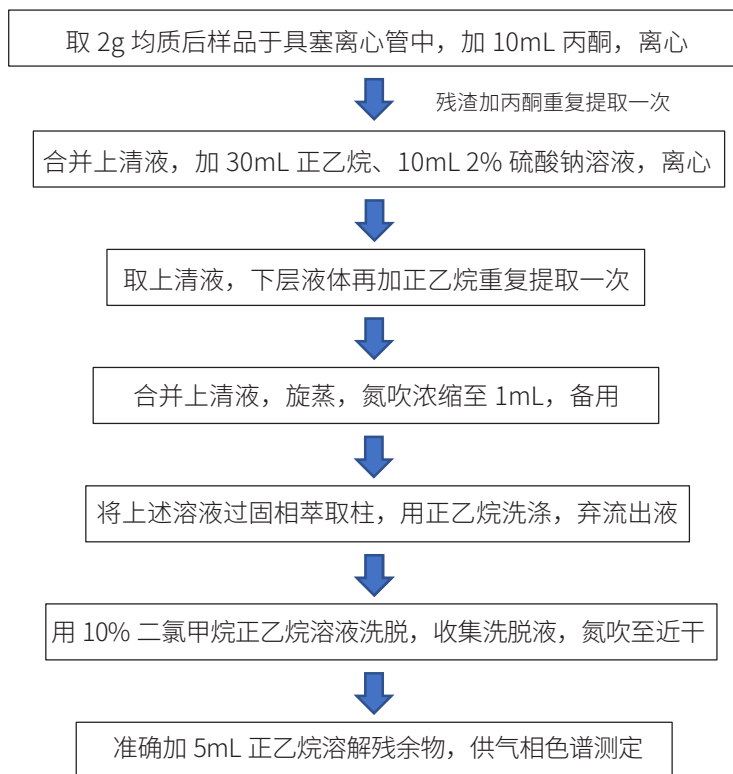 取 2g 均质后样品于具塞离心管中，加 10mL 丙酮，离心
残渣加丙酮重复提取一次
合并上清液，加 30mL 正乙烷、10mL 2% 硫酸钠溶液，离心
取上清液，下层液体再加正乙烷重复提取一次
合并上清液，旋蒸，氮吹浓缩至 1mL，备用
将上述溶液过固相萃取柱，用正乙烷洗涤，弃流出液
用 10% 二氯甲烷正乙烷溶液洗脱，收集洗脱液，氮吹至近干
准确加 5mL 正乙烷溶解残余物，供气相色谱测定